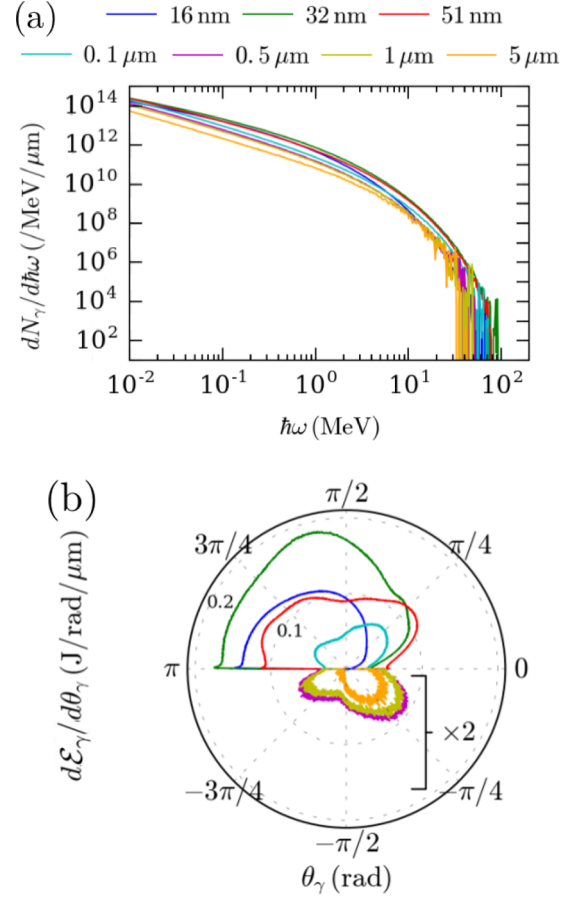 (a)
16 nm 32 nm 51 nm
0.1 μm 0.5 μm 1 μm 5 μm
dN_γ/dħω (/MeV/μm)
10^14
10^12
10^10
10^8
10^6
10^4
10^2
10^-2 10^-1 10^0 10^1 10^2
ħω (MeV)
(b)
dℰ_γ/dθ_γ (J/rad/μm)
π/2
3π/4 π/4
0.2
0.1
π 0
×2
−3π/4 −π/4
−π/2
θ_γ (rad)